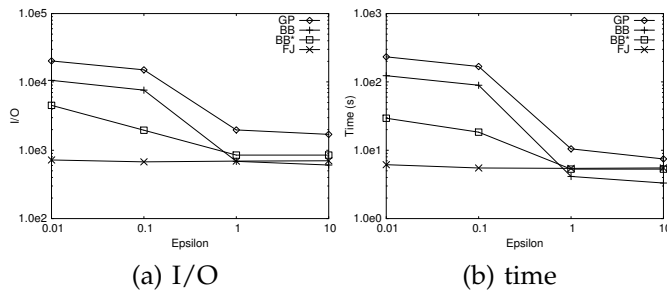 1.0e5
1.0e4
1.0e3
1.0e2
I/O
GP
BB
BB*
FJ
0.01 0.1 1 10
Epsilon
(a) I/O
1.0e3
1.0e2
1.0e1
1.0e0
Time (s)
GP
BB
BB*
FJ
0.01 0.1 1 10
Epsilon
(b) time